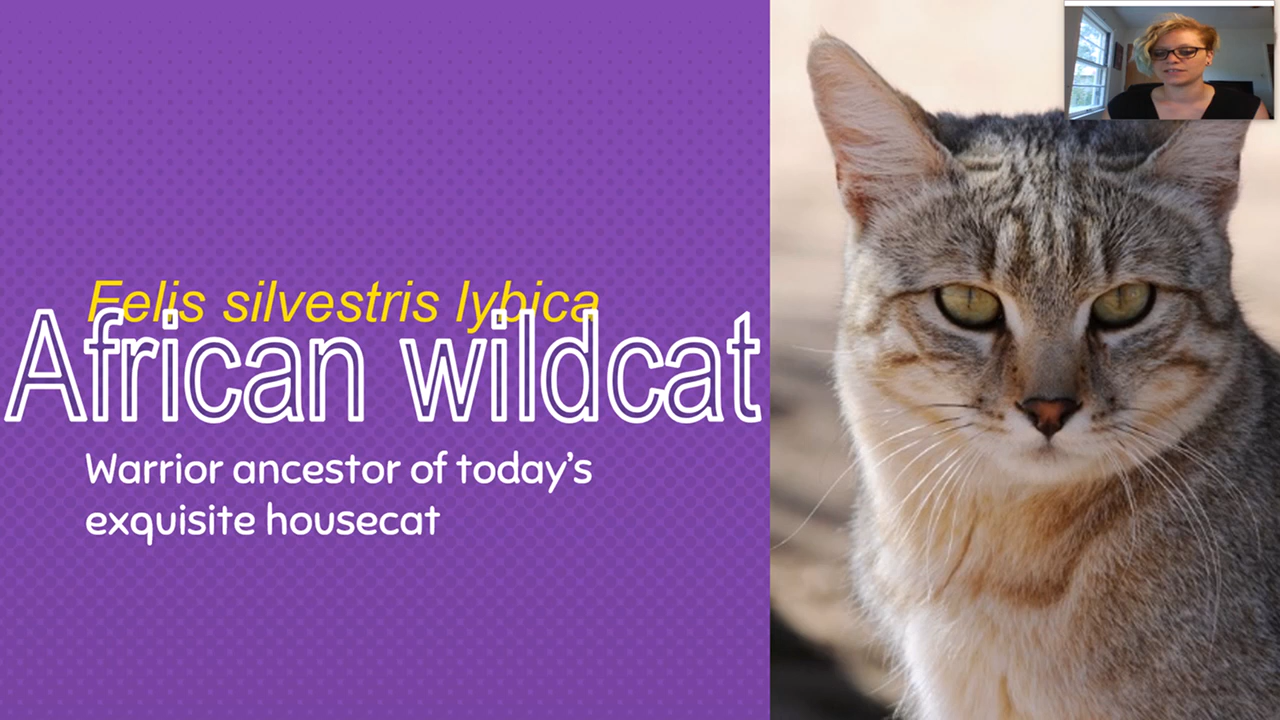 Felis silvestris lybica
African wildcat
Warrior ancestor of today’s
exquisite housecat